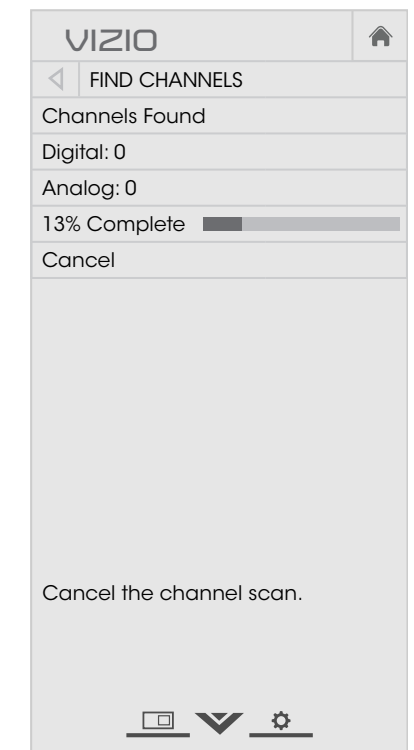 VIZIO
FIND CHANNELS
Channels Found
Digital: 0
Analog: 0
13% Complete
Cancel
Cancel the channel scan.